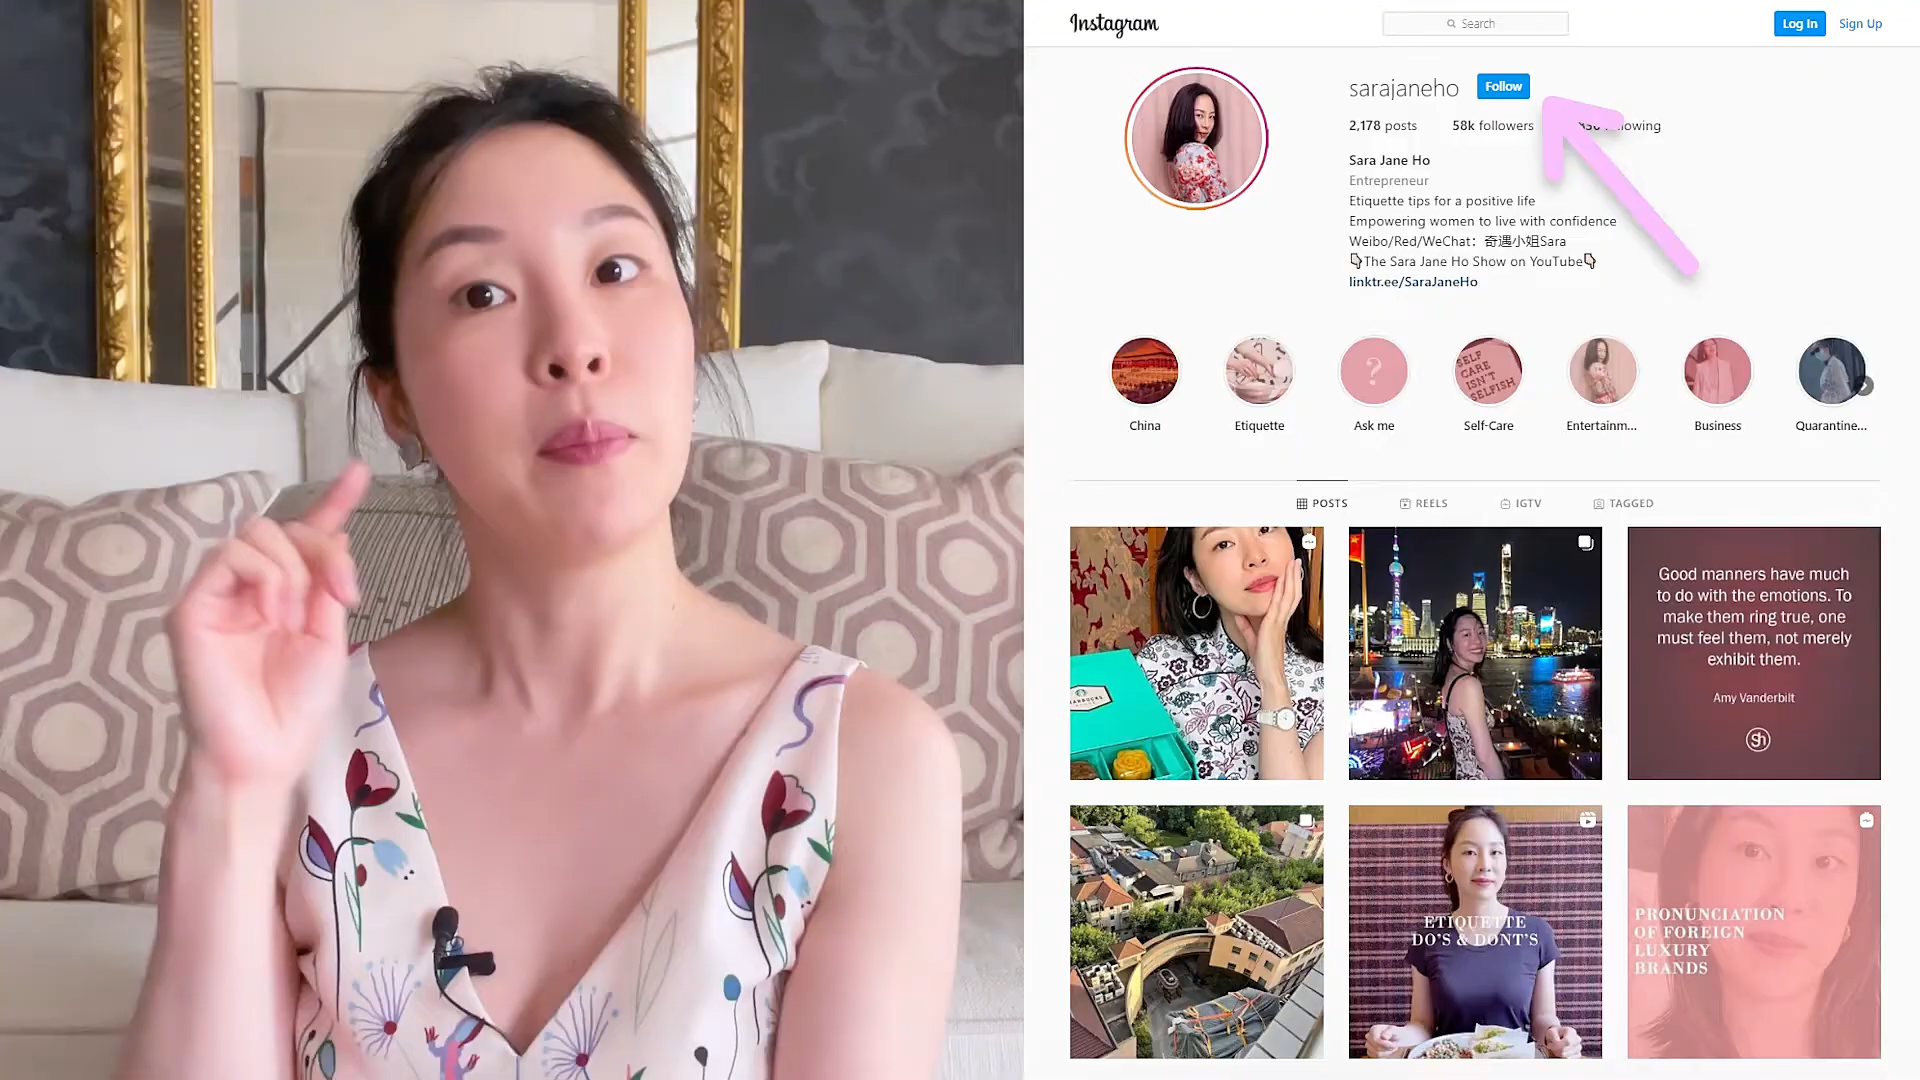 Instagram
Search
Log In
Sign Up
sarajaneho
Follow
2,178 posts
58k followers
Sara Jane Ho
Entrepreneur
Etiquette tips for a positive life
Empowering women to live with confidence
Weibo/Red/WeChat：奇遇小姐Sara
👇🏻The Sara Jane Ho Show on YouTube👇🏻
linktr.ee/SaraJaneHo
?
SELF
CARE
ISN'T
SELFISH
China
Etiquette
Ask me
Self-Care
Entertainm...
Business
Quarantine...
POSTS
REELS
IGTV
TAGGED
Good manners have much
to do with the emotions. To
make them ring true, one
must feel them, not merely
exhibit them.
Amy Vanderbilt
sh
ETIQUETTE
DO'S & DONT'S
PRONUNCIATION
OF FOREIGN
LUXURY
BRANDS